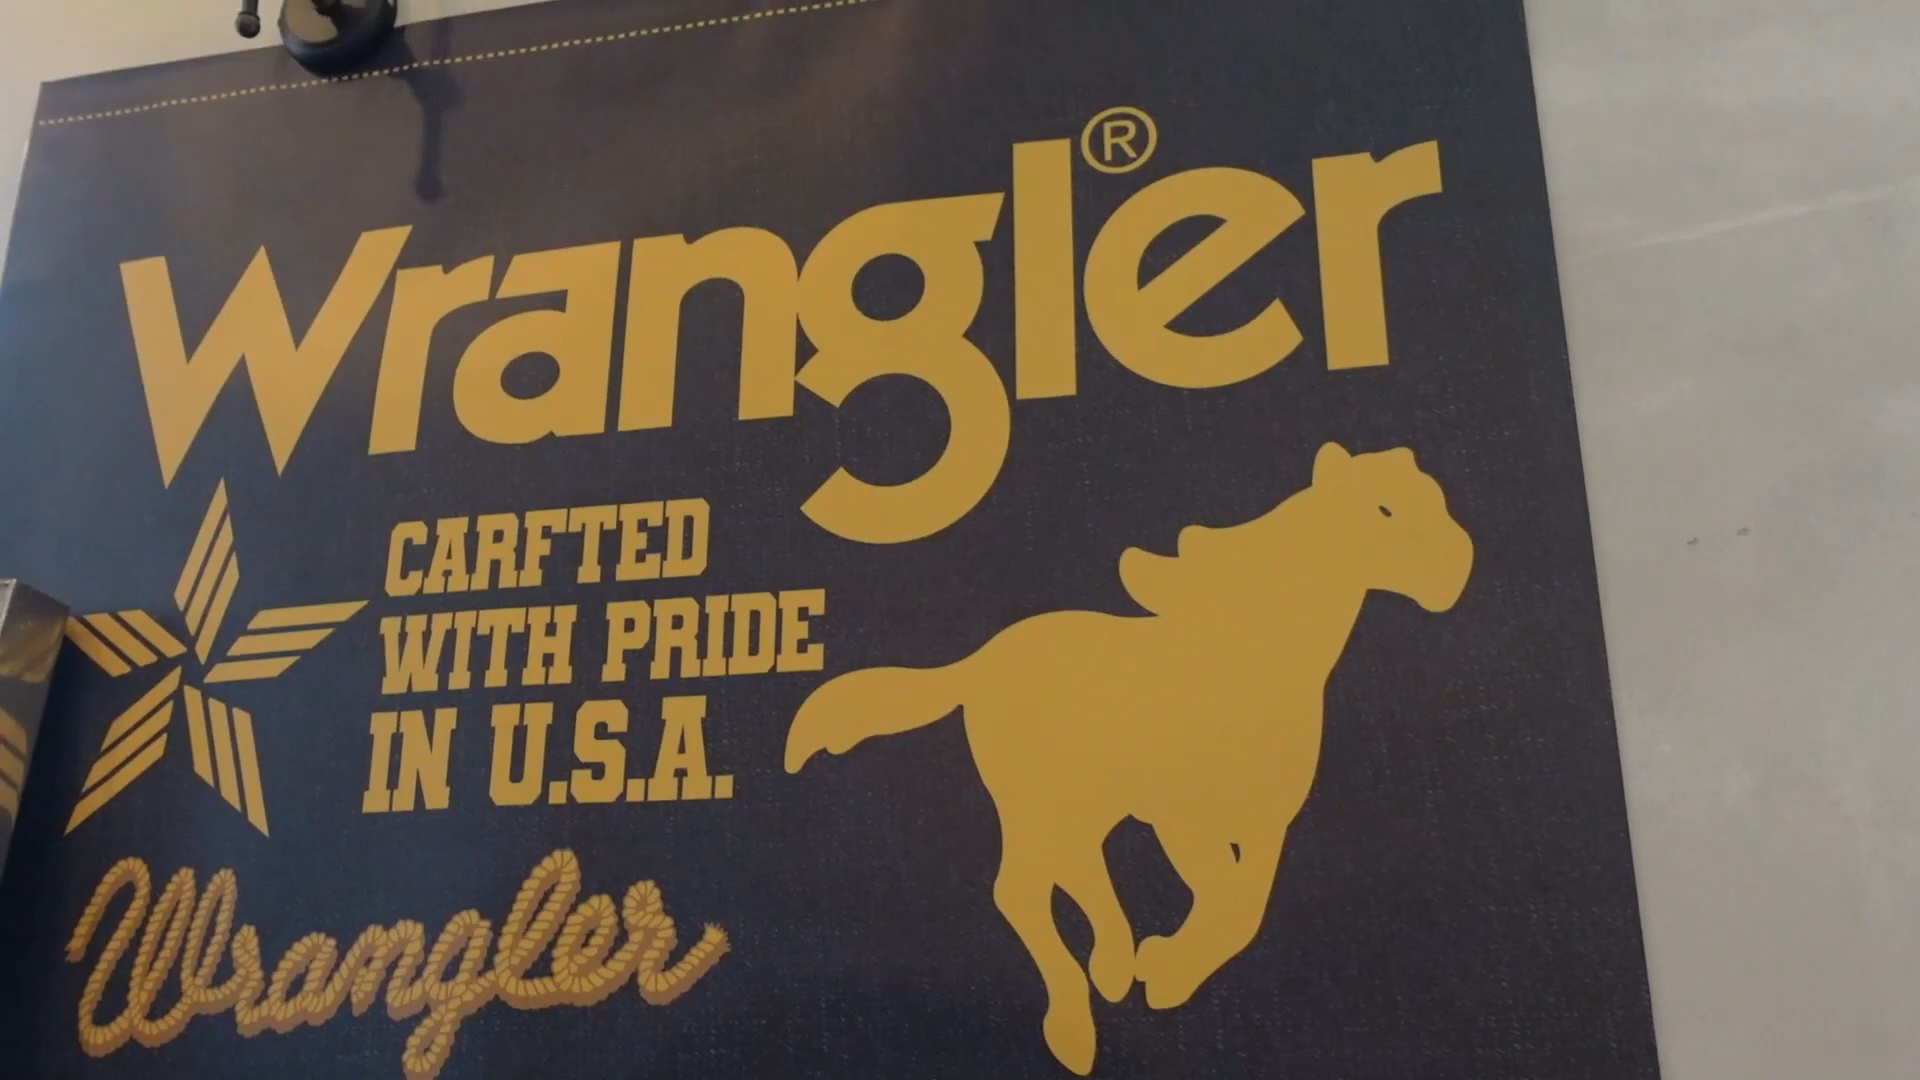 Wrangler®
CARFTED
WITH PRIDE
IN U.S.A.
Wrangler